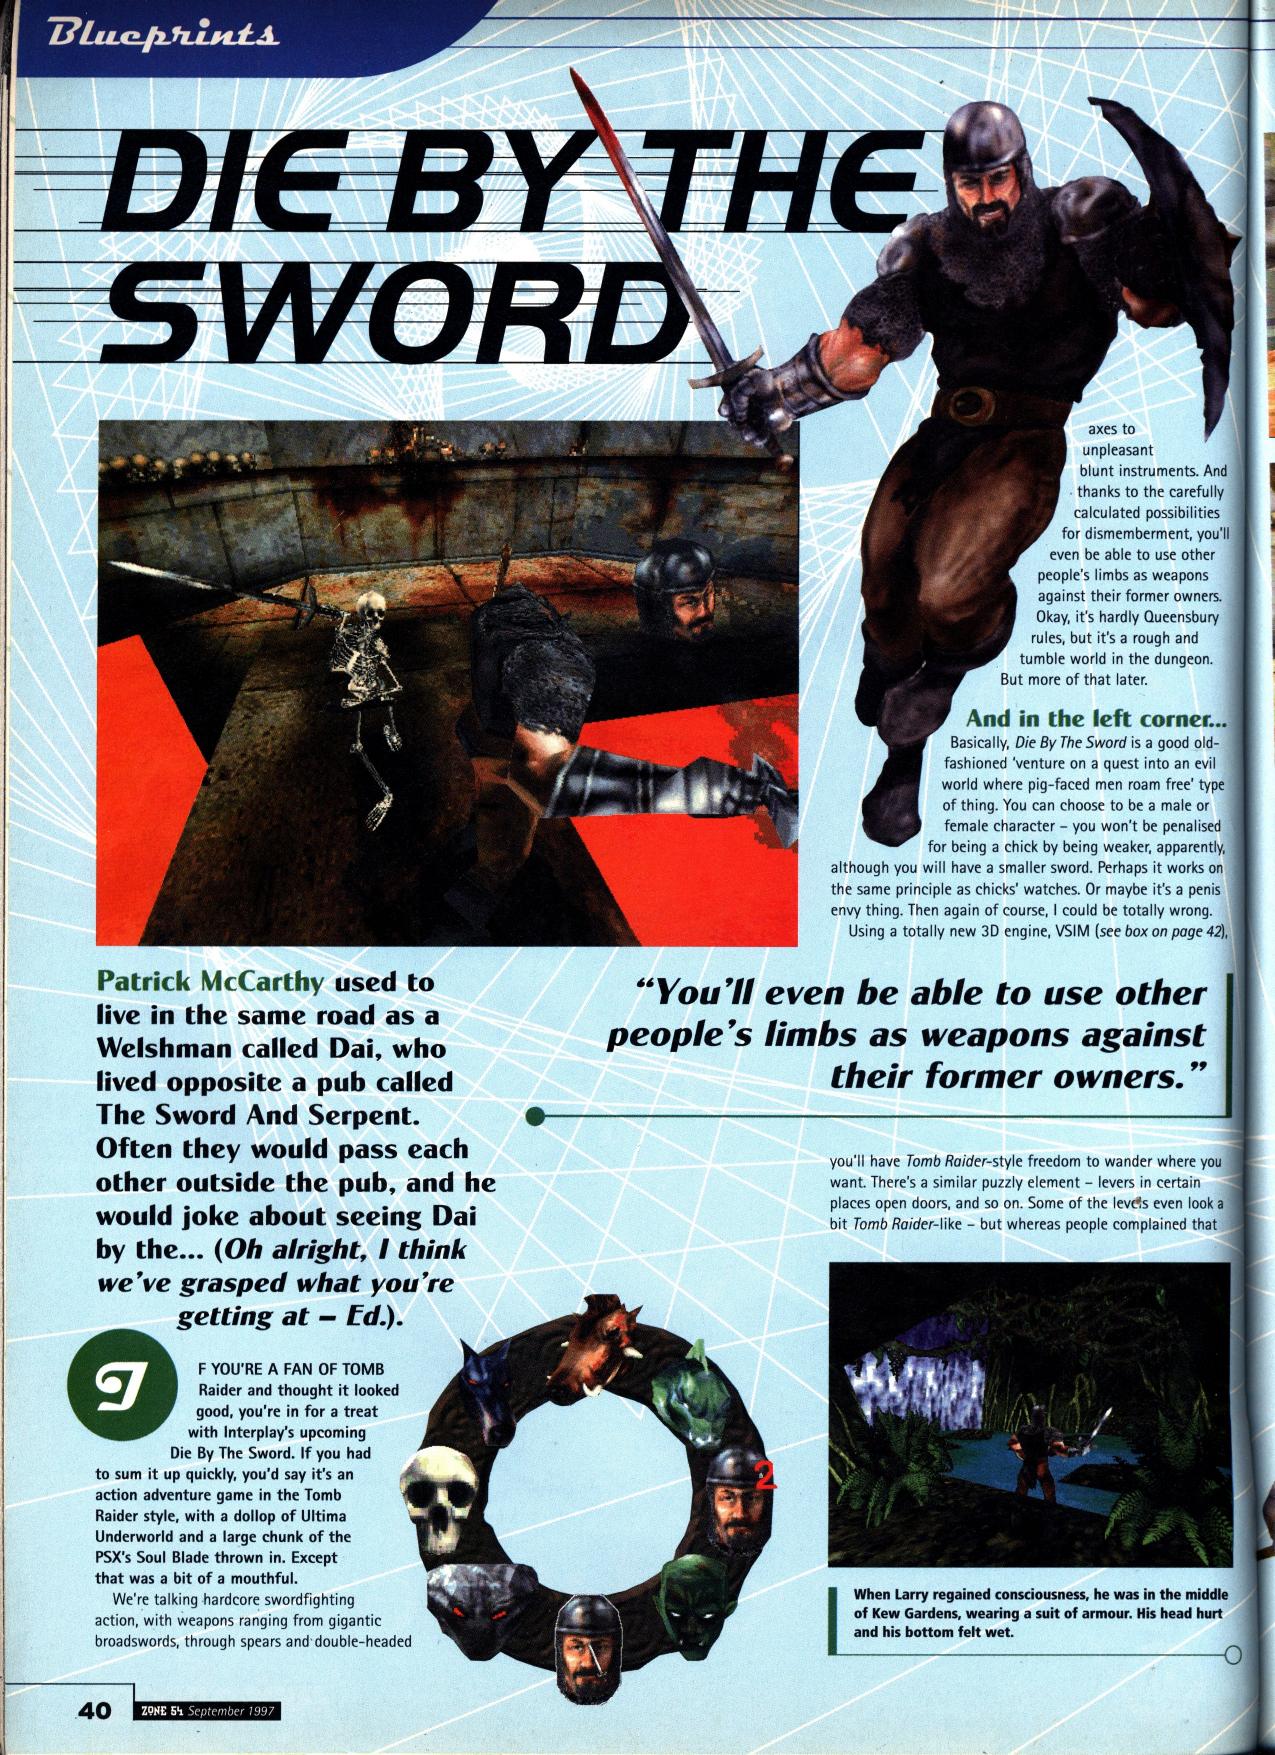 Blueprints
DIE BY THE
SWORD
Patrick McCarthy used to
live in the same road as a
Welshman called Dai, who
lived opposite a pub called
The Sword And Serpent.
Often they would pass each
other outside the pub, and he
would joke about seeing Dai
by the... (Oh alright, I think
we've grasped what you're
getting at – Ed.).
I
F YOU'RE A FAN OF TOMB
Raider and thought it looked
good, you're in for a treat
with Interplay's upcoming
Die By The Sword. If you had
to sum it up quickly, you'd say it's an
action adventure game in the Tomb
Raider style, with a dollop of Ultima
Underworld and a large chunk of the
PSX's Soul Blade thrown in. Except
that was a bit of a mouthful.
We're talking hardcore swordfighting
action, with weapons ranging from gigantic
broadswords, through spears and double-headed
axes to
unpleasant
blunt instruments. And
thanks to the carefully
calculated possibilities
for dismemberment, you'll
even be able to use other
people's limbs as weapons
against their former owners.
Okay, it's hardly Queensbury
rules, but it's a rough and
tumble world in the dungeon.
But more of that later.
And in the left corner...
Basically, Die By The Sword is a good old-
fashioned 'venture on a quest into an evil
world where pig-faced men roam free' type
of thing. You can choose to be a male or
female character – you won't be penalised
for being a chick by being weaker, apparently,
although you will have a smaller sword. Perhaps it works on
the same principle as chicks' watches. Or maybe it's a penis
envy thing. Then again of course, I could be totally wrong.
Using a totally new 3D engine, VSIM (see box on page 42),
"You'll even be able to use other
people's limbs as weapons against
their former owners."
you'll have Tomb Raider-style freedom to wander where you
want. There's a similar puzzly element – levers in certain
places open doors, and so on. Some of the levels even look a
bit Tomb Raider-like – but whereas people complained that
2
When Larry regained consciousness, he was in the middle
of Kew Gardens, wearing a suit of armour. His head hurt
and his bottom felt wet.
40
ZONE 54 September 1997